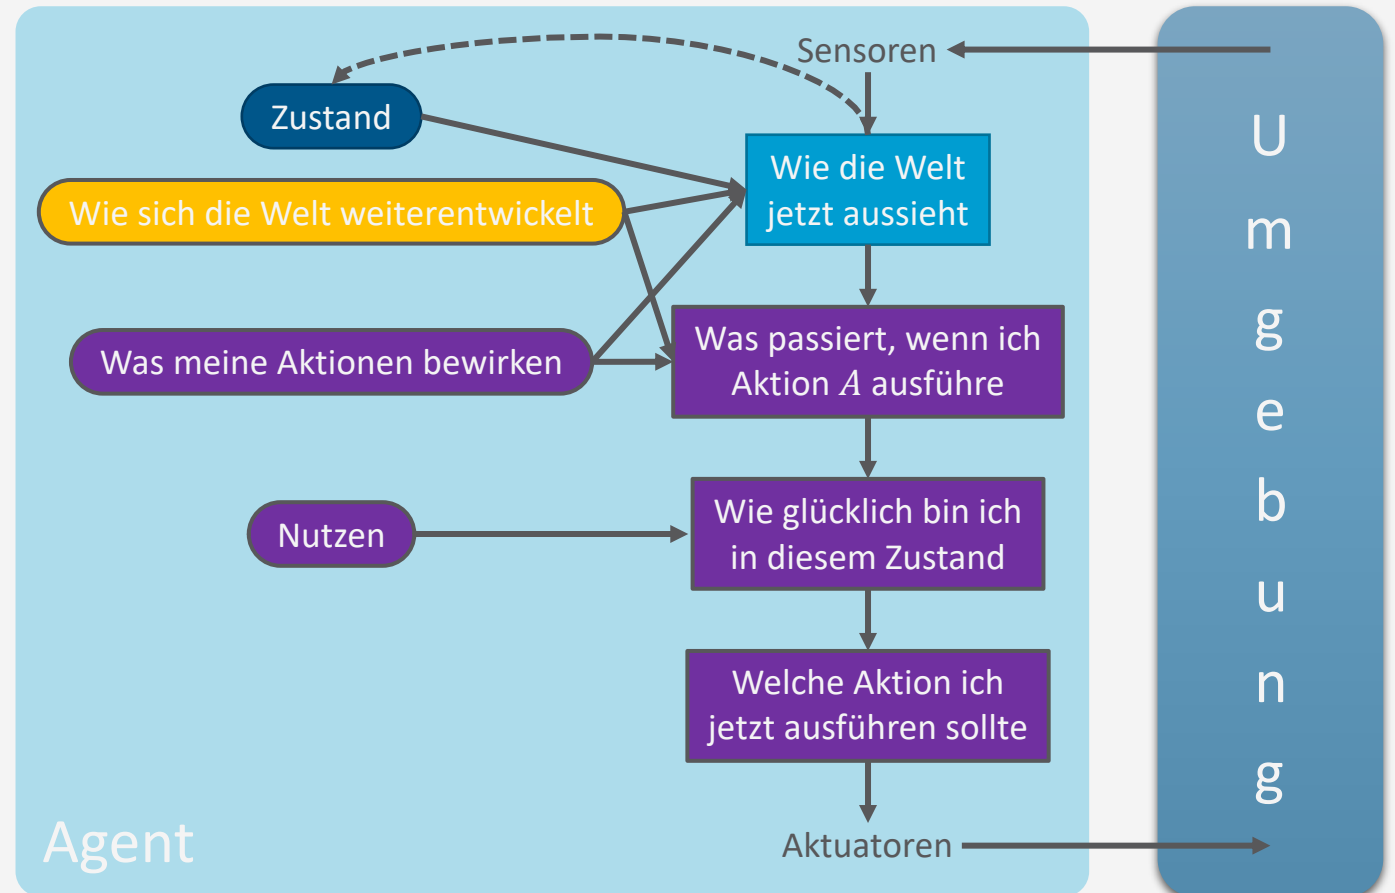 Sensoren
Zustand
Wie die Welt
jetzt aussieht
Wie sich die Welt weiterentwickelt
Was passiert, wenn ich
Aktion A ausführe
Was meine Aktionen bewirken
Wie glücklich bin ich
in diesem Zustand
Nutzen
Welche Aktion ich
jetzt ausführen sollte
Aktuatoren
Agent
U
m
g
e
b
u
n
g